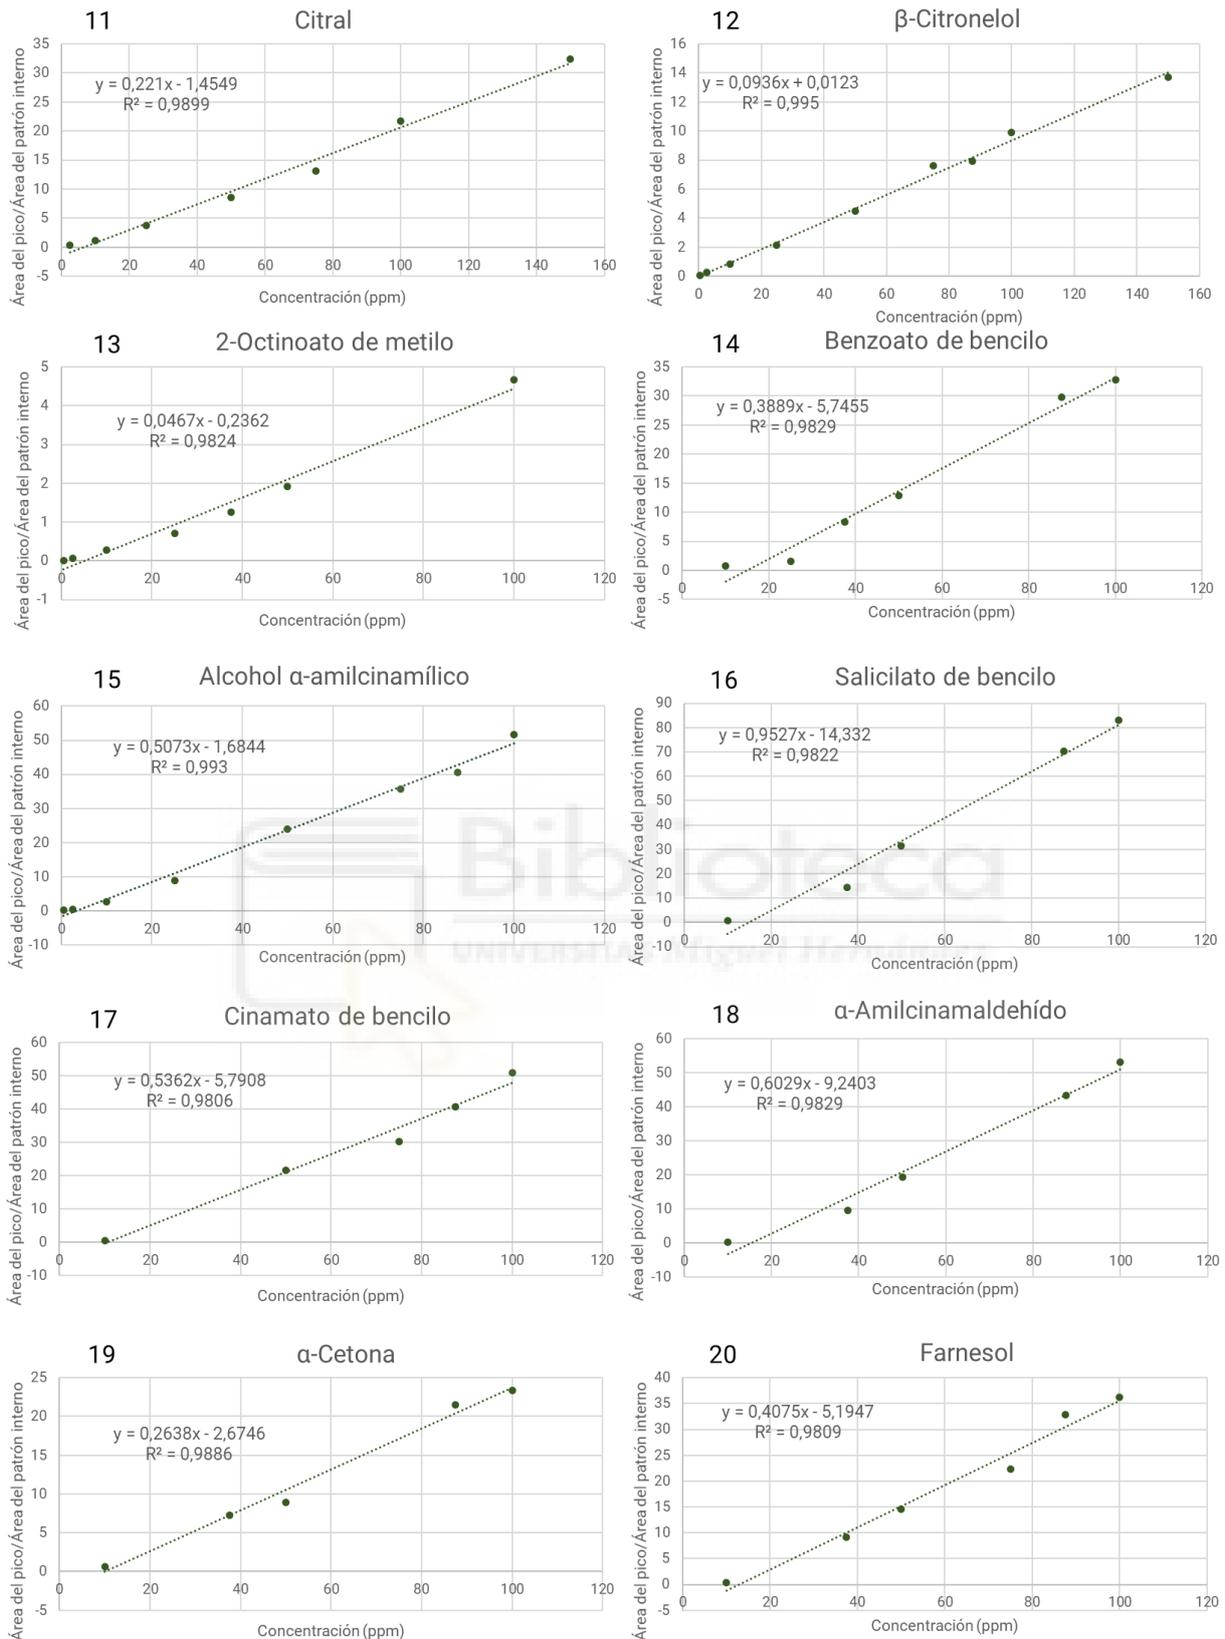 11 Citral
Área del pico/Área del patrón interno
35
30
25
20
15
10
5
0
-5
y = 0,221x - 1,4549
R² = 0,9899
0 20 40 60 80 100 120 140 160
Concentración (ppm)
12 β-Citronelol
Área del pico/Área del patrón interno
16
14
12
10
8
6
4
2
0
y = 0,0936x + 0,0123
R² = 0,995
0 20 40 60 80 100 120 140 160
Concentración (ppm)
13 2-Octinoato de metilo
Área del pico/Área del patrón interno
5
4
3
2
1
0
-1
y = 0,0467x - 0,2362
R² = 0,9824
0 20 40 60 80 100 120
Concentración (ppm)
14 Benzoato de bencilo
Área del pico/Área del patrón interno
35
30
25
20
15
10
5
0
-5
y = 0,3889x - 5,7455
R² = 0,9829
0 20 40 60 80 100 120
Concentración (ppm)
15 Alcohol α-amilcinamílico
Área del pico/Área del patrón interno
60
50
40
30
20
10
0
-10
y = 0,5073x - 1,6844
R² = 0,993
0 20 40 60 80 100 120
Concentración (ppm)
16 Salicilato de bencilo
Área del pico/Área del patrón interno
90
80
70
60
50
40
30
20
10
0
-10
y = 0,9527x - 14,332
R² = 0,9822
0 20 40 60 80 100 120
Concentración (ppm)
Biblioteca
UNIVERSITAS Miguel Hernández
17 Cinamato de bencilo
Área del pico/Área del patrón interno
60
50
40
30
20
10
0
-10
y = 0,5362x - 5,7908
R² = 0,9806
0 20 40 60 80 100 120
Concentración (ppm)
18 α-Amilcinamaldehído
Área del pico/Área del patrón interno
60
50
40
30
20
10
0
-10
y = 0,6029x - 9,2403
R² = 0,9829
0 20 40 60 80 100 120
Concentración (ppm)
19 α-Cetona
Área del pico/Área del patrón interno
25
20
15
10
5
0
-5
y = 0,2638x - 2,6746
R² = 0,9886
0 20 40 60 80 100 120
Concentración (ppm)
20 Farnesol
Área del pico/Área del patrón interno
40
35
30
25
20
15
10
5
0
-5
y = 0,4075x - 5,1947
R² = 0,9809
0 20 40 60 80 100 120
Concentración (ppm)